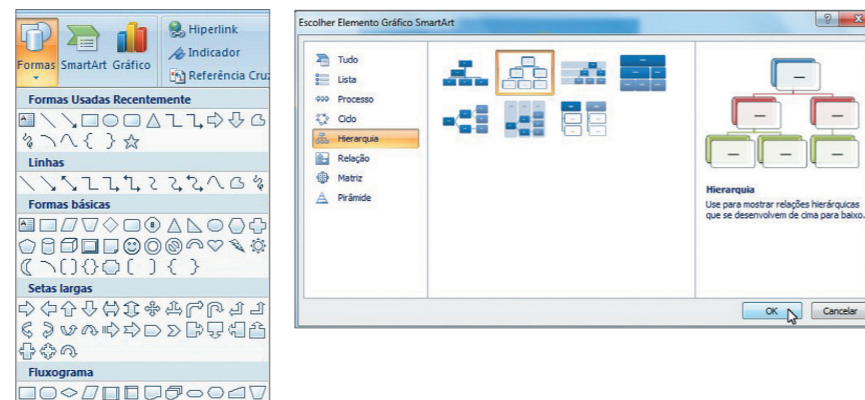 Formas SmartArt Gráfico
Hiperlink
Indicador
Referência Cruz
Formas Usadas Recentemente
Linhas
Formas básicas
Setas largas
Fluxograma
Escolher Elemento Gráfico SmartArt
Tudo
Lista
Processo
Ciclo
Hierarquia
Relação
Matriz
Pirâmide
Hierarquia
Use para mostrar relações hierárquicas
que se desenvolvem de cima para baixo.
OK
Cancelar